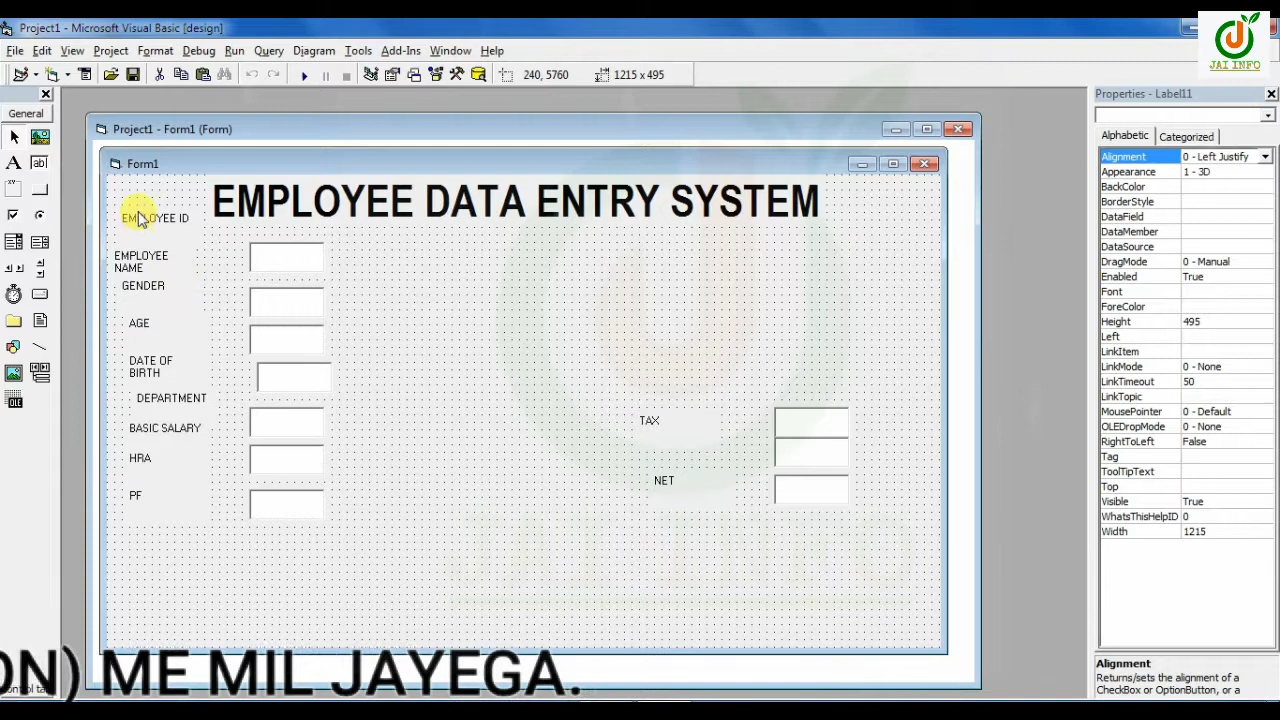 Project1 - Microsoft Visual Basic [design]
JAI INFO
File Edit View Project Format Debug Run Query Diagram Tools Add-Ins Window Help
240, 5760 1215 x 495
General
A ab|
xv
OLE
Project1 - Form1 (Form)
Form1
EMPLOYEE DATA ENTRY SYSTEM
EMPLOYEE ID
EMPLOYEE
NAME
GENDER
AGE
DATE OF
BIRTH
DEPARTMENT
BASIC SALARY
HRA
PF
TAX
NET
Properties - Label11
Alphabetic Categorized
Alignment 0 - Left Justify
Appearance 1 - 3D
BackColor
BorderStyle
DataField
DataMember
DataSource
DragMode 0 - Manual
Enabled True
Font
ForeColor
Height 495
Left
LinkItem
LinkMode 0 - None
LinkTimeout 50
LinkTopic
MousePointer 0 - Default
OLEDropMode 0 - None
RightToLeft False
Tag
ToolTipText
Top
Visible True
WhatsThisHelpID 0
Width 1215
Alignment
Returns/sets the alignment of a
CheckBox or OptionButton, or a
ON) ME MIL JAYEGA.